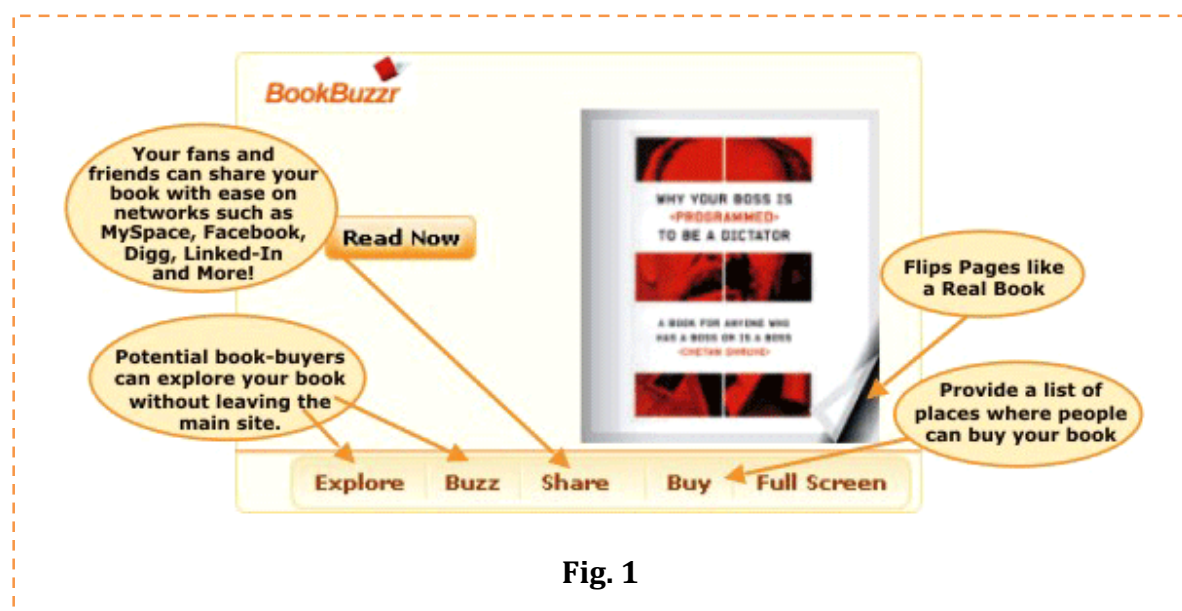 BookBuzzr
Your fans and
friends can share your
book with ease on
networks such as
MySpace, Facebook,
Digg, Linked-In
and More!
Read Now
WHY YOUR BOSS IS
<PROGRAMMED>
TO BE A DICTATOR
A BOOK FOR ANYONE WHO
HAS A BOSS OR IS A BOSS
<CHETAN DHRUVE>
Flips Pages like
a Real Book
Potential book-buyers
can explore your book
without leaving the
main site.
Provide a list of
places where people
can buy your book
Explore Buzz Share Buy Full Screen
Fig. 1